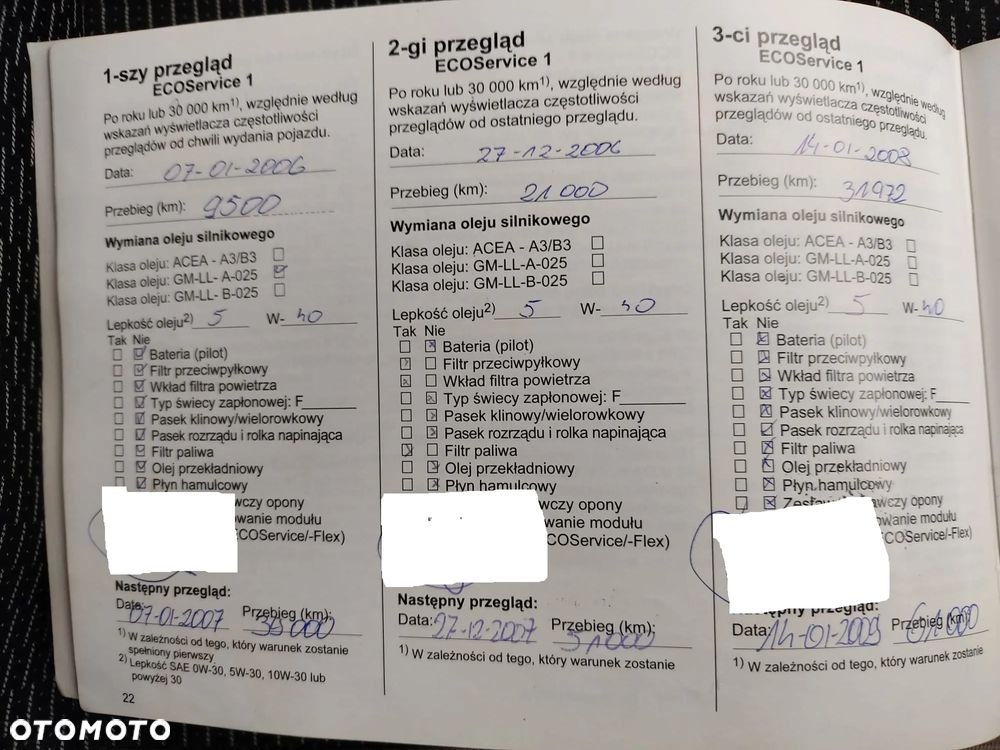 1-szy przegląd
ECOService 1
Po roku lub 30 000 km1), względnie według
wskazań wyświetlacza częstotliwości
przeglądów od chwili wydania pojazdu.
Data: 07-01-2006
Przebieg (km): 9500
Wymiana oleju silnikowego
Klasa oleju: ACEA - A3/B3
Klasa oleju: GM-LL- A-025
Klasa oleju: GM-LL- B-025
Lepkość oleju2) 5 W- 40
Tak Nie
Bateria (pilot)
Filtr przeciwpyłkowy
Wkład filtra powietrza
Typ świecy zapłonowej: F
Pasek klinowy/wielorowkowy
Pasek rozrządu i rolka napinająca
Filtr paliwa
Olej przekładniowy
Płyn hamulcowy
wczy opony
owanie modułu
ECOService/-Flex)
Następny przegląd:
Data: 07-01-2007 Przebieg (km): 39000
1) W zależności od tego, który warunek zostanie
spełniony pierwszy
2) Lepkość SAE 0W-30, 5W-30, 10W-30 lub
powyżej 30
22
2-gi przegląd
ECOService 1
Po roku lub 30 000 km1), względnie według
wskazań wyświetlacza częstotliwości
przeglądów od ostatniego przeglądu.
Data: 27-12-2006
Przebieg (km): 21000
Wymiana oleju silnikowego
Klasa oleju: ACEA - A3/B3
Klasa oleju: GM-LL-A-025
Klasa oleju: GM-LL-B-025
Lepkość oleju2) 5 W- 40
Tak Nie
Bateria (pilot)
Filtr przeciwpyłkowy
Wkład filtra powietrza
Typ świecy zapłonowej: F
Pasek klinowy/wielorowkowy
Pasek rozrządu i rolka napinająca
Filtr paliwa
Olej przekładniowy
Płyn hamulcowy
wczy opony
owanie modułu
ECOService/-Flex)
Następny przegląd:
Data: 27-12-2007 Przebieg (km): 51000
1) W zależności od tego, który warunek zostanie
3-ci przegląd
ECOService 1
Po roku lub 30 000 km1), względnie według
wskazań wyświetlacza częstotliwości
przeglądów od ostatniego przeglądu.
Data: 14-01-2008
Przebieg (km): 31972
Wymiana oleju silnikowego
Klasa oleju: ACEA - A3/B3
Klasa oleju: GM-LL-A-025
Klasa oleju: GM-LL-B-025
Lepkość oleju2) 5 W- 40
Tak Nie
Bateria (pilot)
Filtr przeciwpyłkowy
Wkład filtra powietrza
Typ świecy zapłonowej: F
Pasek klinowy/wielorowkowy
Pasek rozrządu i rolka napinająca
Filtr paliwa
Olej przekładniowy
Płyn hamulcowy
wczy opony
owanie modułu
ECOService/-Flex)
Następny przegląd:
Data: 14-01-2009 Przebieg (km):
1) W zależności od tego, który warunek zostanie
OTOMOTO